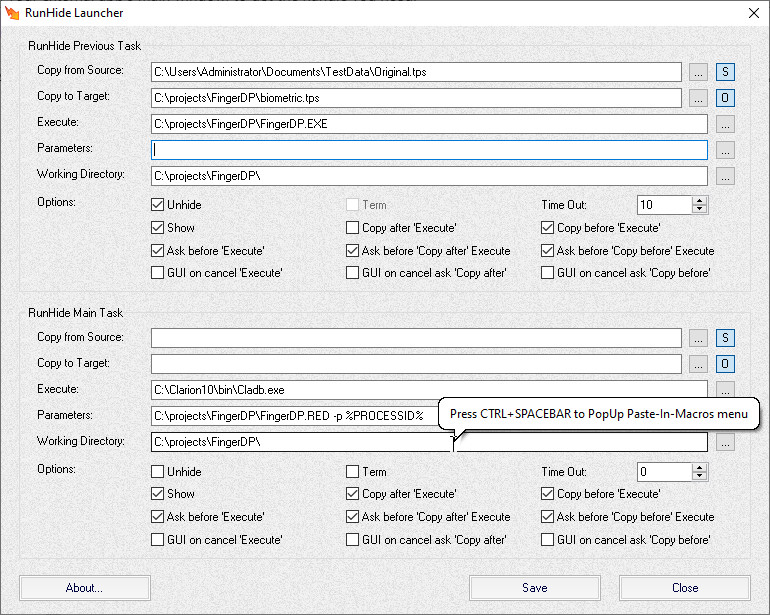 RunHide Launcher
RunHide Previous Task
Copy from Source: C:\Users\Administrator\Documents\TestData\Original.tps ... S
Copy to Target: C:\projects\FingerDP\biometric.tps ... O
Execute: C:\projects\FingerDP\FingerDP.EXE ...
Parameters: ...
Working Directory: C:\projects\FingerDP\ ...
Options: Unhide Term Time Out: 10
Show Copy after 'Execute' Copy before 'Execute'
Ask before 'Execute' Ask before 'Copy after' Execute Ask before 'Copy before' Execute
GUI on cancel 'Execute' GUI on cancel ask 'Copy after' GUI on cancel ask 'Copy before'
RunHide Main Task
Copy from Source: ... S
Copy to Target: ... O
Execute: C:\Clarion10\bin\Cladb.exe ...
Parameters: C:\projects\FingerDP\FingerDP.RED -p %PROCESSID%
Press CTRL+SPACEBAR to PopUp Paste-In-Macros menu
Working Directory: C:\projects\FingerDP\ ...
Options: Unhide Term Time Out: 0
Show Copy after 'Execute' Copy before 'Execute'
Ask before 'Execute' Ask before 'Copy after' Execute Ask before 'Copy before' Execute
GUI on cancel 'Execute' GUI on cancel ask 'Copy after' GUI on cancel ask 'Copy before'
About... Save Close